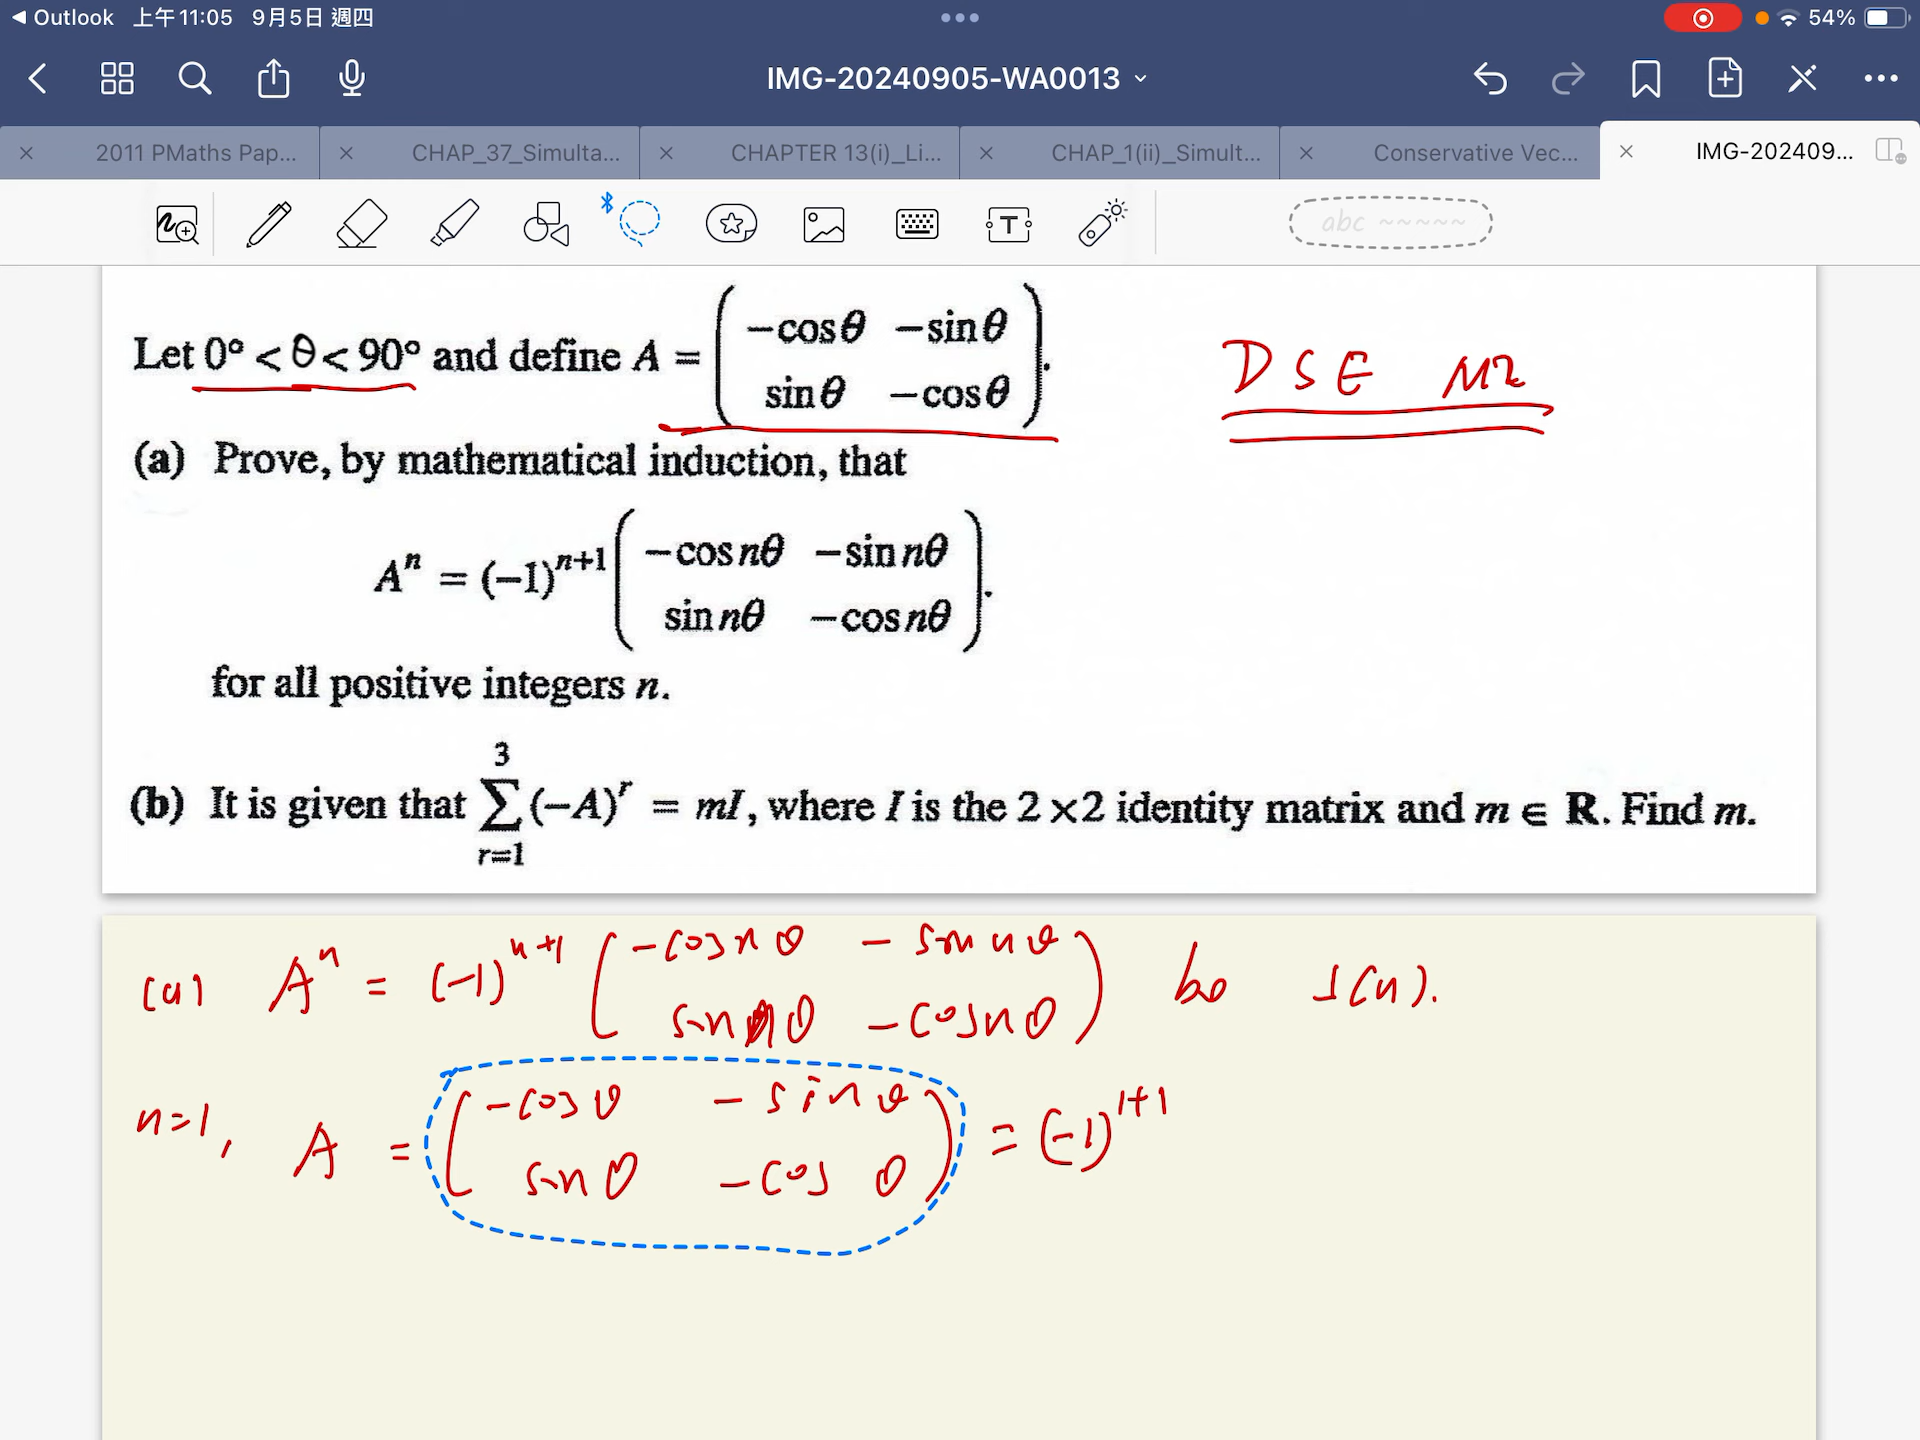 Outlook 上午11:05 9月5日 週四
54%
IMG-20240905-WA0013
2011 PMaths Pap... CHAP_37_Simulta... CHAPTER 13(i)_Li... CHAP_1(ii)_Simult... Conservative Vec... IMG-202409...
abc
Let 0° < θ < 90° and define A = ( −cosθ −sinθ
sinθ −cosθ ).
DSE M2
(a) Prove, by mathematical induction, that
Aⁿ = (−1)ⁿ⁺¹ ( −cos nθ −sin nθ
sin nθ −cos nθ ).
for all positive integers n.
(b) It is given that 3∑r=1 (−A)ʳ = mI, where I is the 2×2 identity matrix and m ∈ R. Find m.
(a) Aⁿ = (−1)ⁿ⁺¹ ( −cos nθ − sin nθ
sin nθ −cos nθ ) be S(n).
n=1, A = ( −cos θ − sin θ
sin θ −cos θ ) = (−1)¹⁺¹